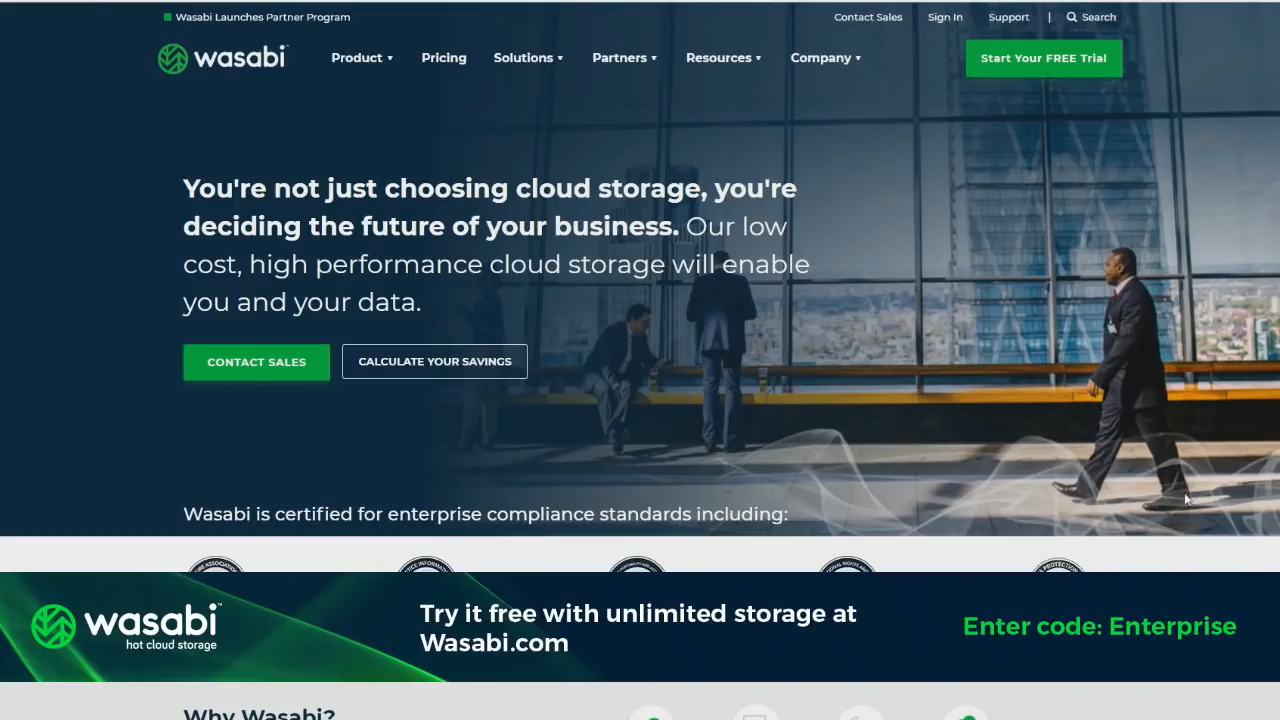 Wasabi Launches Partner Program
Contact Sales Sign In Support | Search
wasabi Product Pricing Solutions Partners Resources Company Start Your FREE Trial
You're not just choosing cloud storage, you're
deciding the future of your business. Our low
cost, high performance cloud storage will enable
you and your data.
CONTACT SALES CALCULATE YOUR SAVINGS
Wasabi is certified for enterprise compliance standards including:
wasabi™
hot cloud storage
Try it free with unlimited storage at
Wasabi.com
Enter code: Enterprise
Why Wasabi?